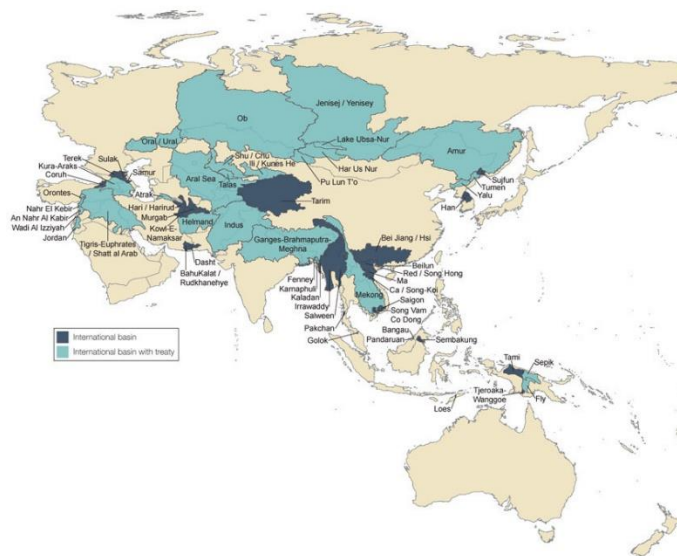 Jenisej / Yenisey
Ob
Lake Ubsa-Nur
Oral / Ural
Amur
Shu / Chu
Ili / Kunes He
Har Us Nur
Sulak
Terek
Kura-Araks
Samur
Coruh
Aral Sea
Talas
Pu Lun T'o
Sujfun
Tumen
Yalu
Orontes
Atrak
Tarim
Han
Nahr El Kebir
Hari / Harirud
An Nahr Al Kabir
Murgab
Wadi Al Izziyah
Kowl-E-
Namaksar
Helmand
Indus
Jordan
Tigris-Euphrates
/ Shatt al Arab
Ganges-Brahmaputra-
Meghna
Bei Jiang / Hsi
Dasht
BahuKalat /
Rudkhanehye
Beilun
Red / Song Hong
Ma
Fenney
Karnaphuli
Kaladan
Irrawaddy
Salween
Ca / Song-Koi
Mekong
Saigon
Song Vam
Co Dong
Pakchan
Golok
Bangau
Pandaruan
Sembakung
International basin
International basin with treaty
Tami
Sepik
Tjeroaka-
Wanggoe
Fly
Loes